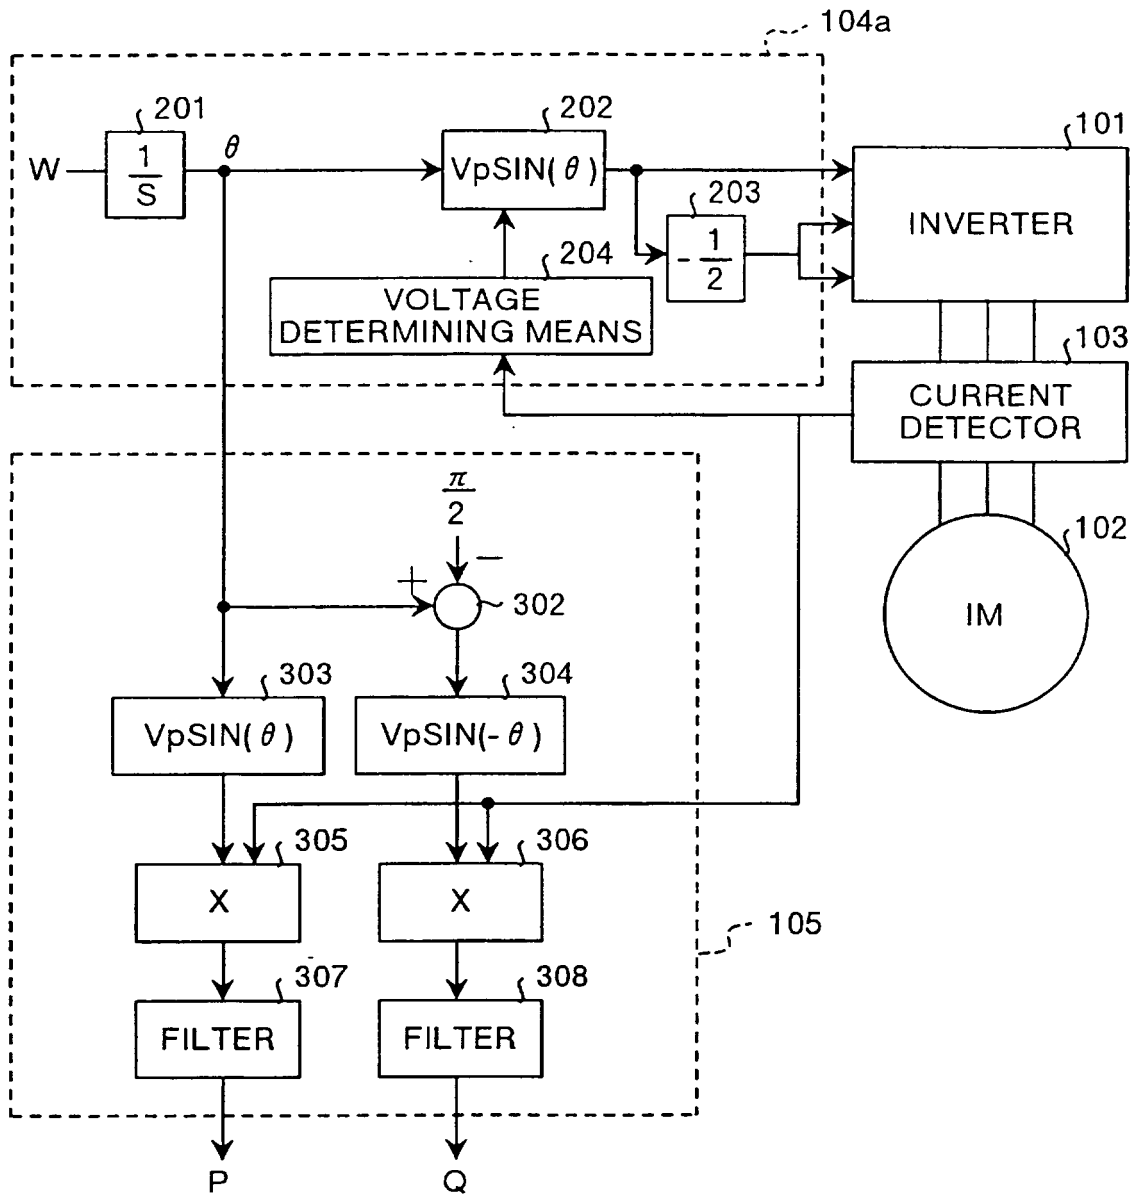 104a
201
W
1
S
θ
202
VpSIN(θ)
203
-
1
2
101
INVERTER
204
VOLTAGE
DETERMINING MEANS
103
CURRENT
DETECTOR
102
IM
π
2
−
+
302
303
VpSIN(θ)
304
VpSIN(-θ)
305
X
306
X
105
307
FILTER
308
FILTER
P
Q